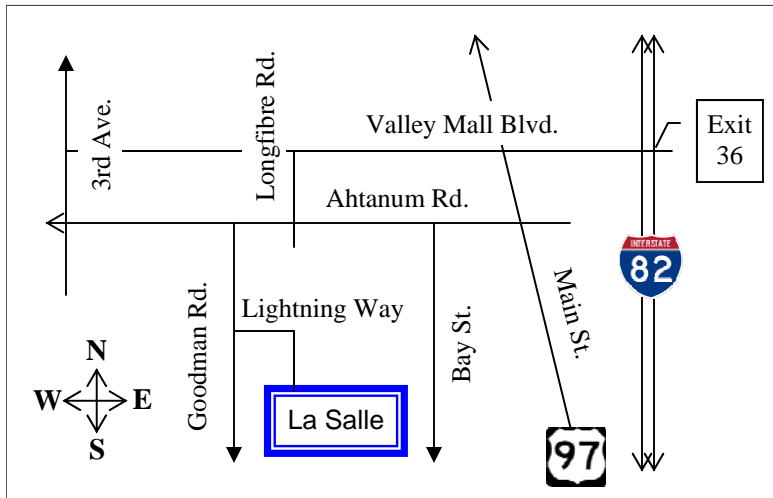 3rd Ave.
Longfibre Rd.
Valley Mall Blvd.
Exit
36
Ahtanum Rd.
INTERSTATE
82
Goodman Rd.
Lightning Way
Bay St.
Main St.
N
W E
S
La Salle
97